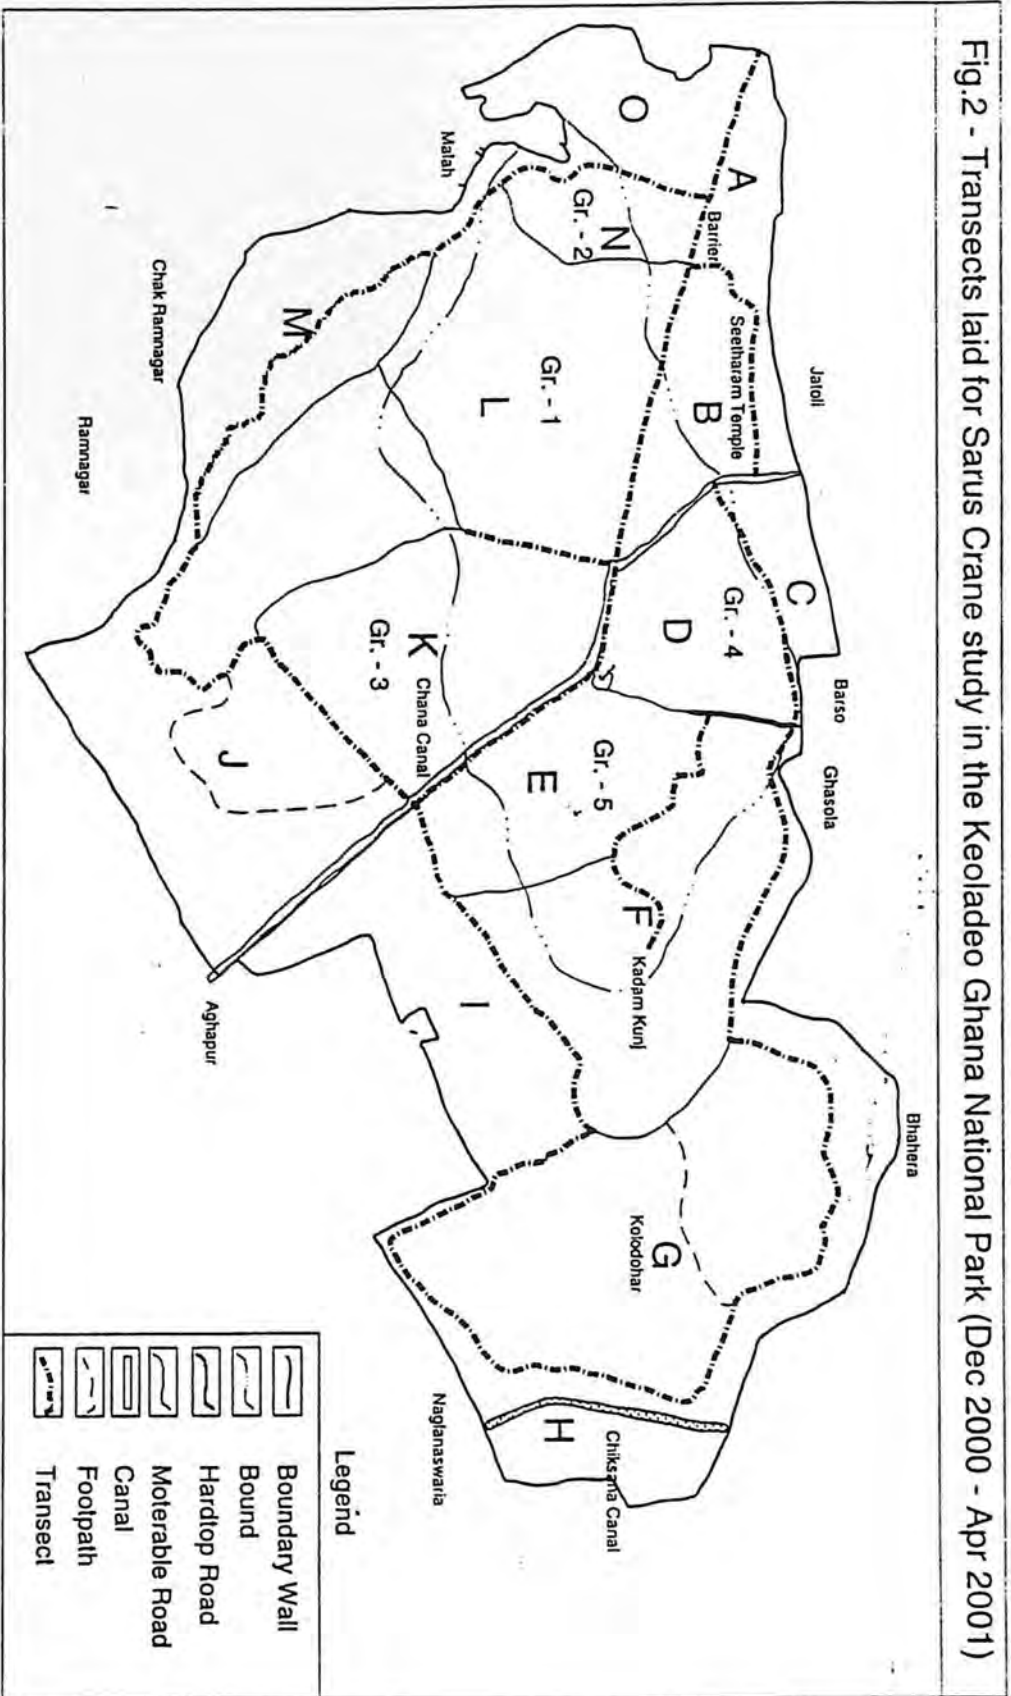 Fig.2 - Transects laid for Sarus Crane study in the Keoladeo Ghana National Park (Dec 2000 - Apr 2001)
Jatoli
Barso
Ghasola
Bhahera
A
Barrier
Seetharam Temple
B
C
O
N
Gr. - 2
Gr. - 4
D
Malah
Gr. - 1
L
Gr. - 5
E
F
Kadam Kunj
G
Kolodohar
K
Gr. - 3
Chana Canal
M
I
H
Chiksana Canal
J
Chak Ramnagar
Ramnagar
Aghapur
Naglanaswaria
Legend
Boundary Wall
Bound
Hardtop Road
Moterable Road
Canal
Footpath
Transect